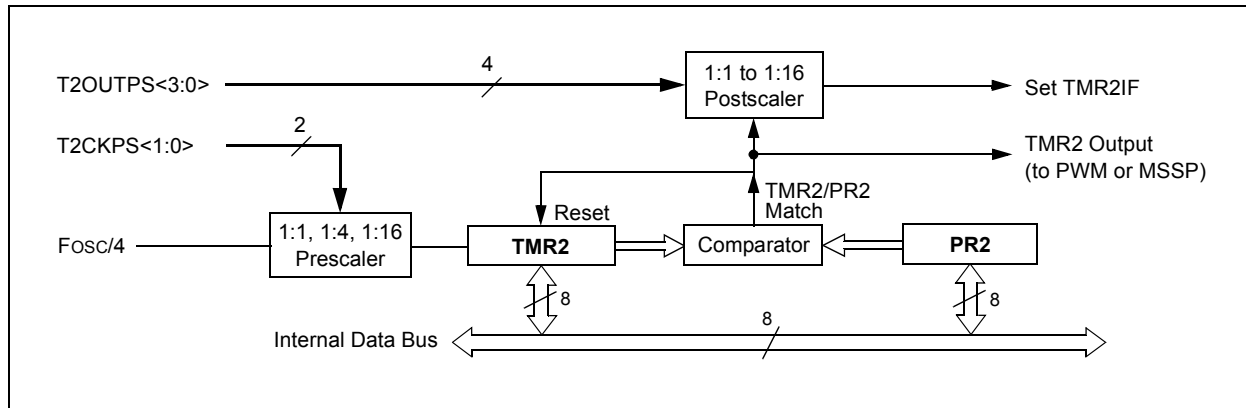 T2OUTPS<3:0>
4
1:1 to 1:16
Postscaler
Set TMR2IF
T2CKPS<1:0>
2
TMR2 Output
(to PWM or MSSP)
TMR2/PR2
Match
Reset
FOSC/4
1:1, 1:4, 1:16
Prescaler
TMR2
Comparator
PR2
8
8
Internal Data Bus
8